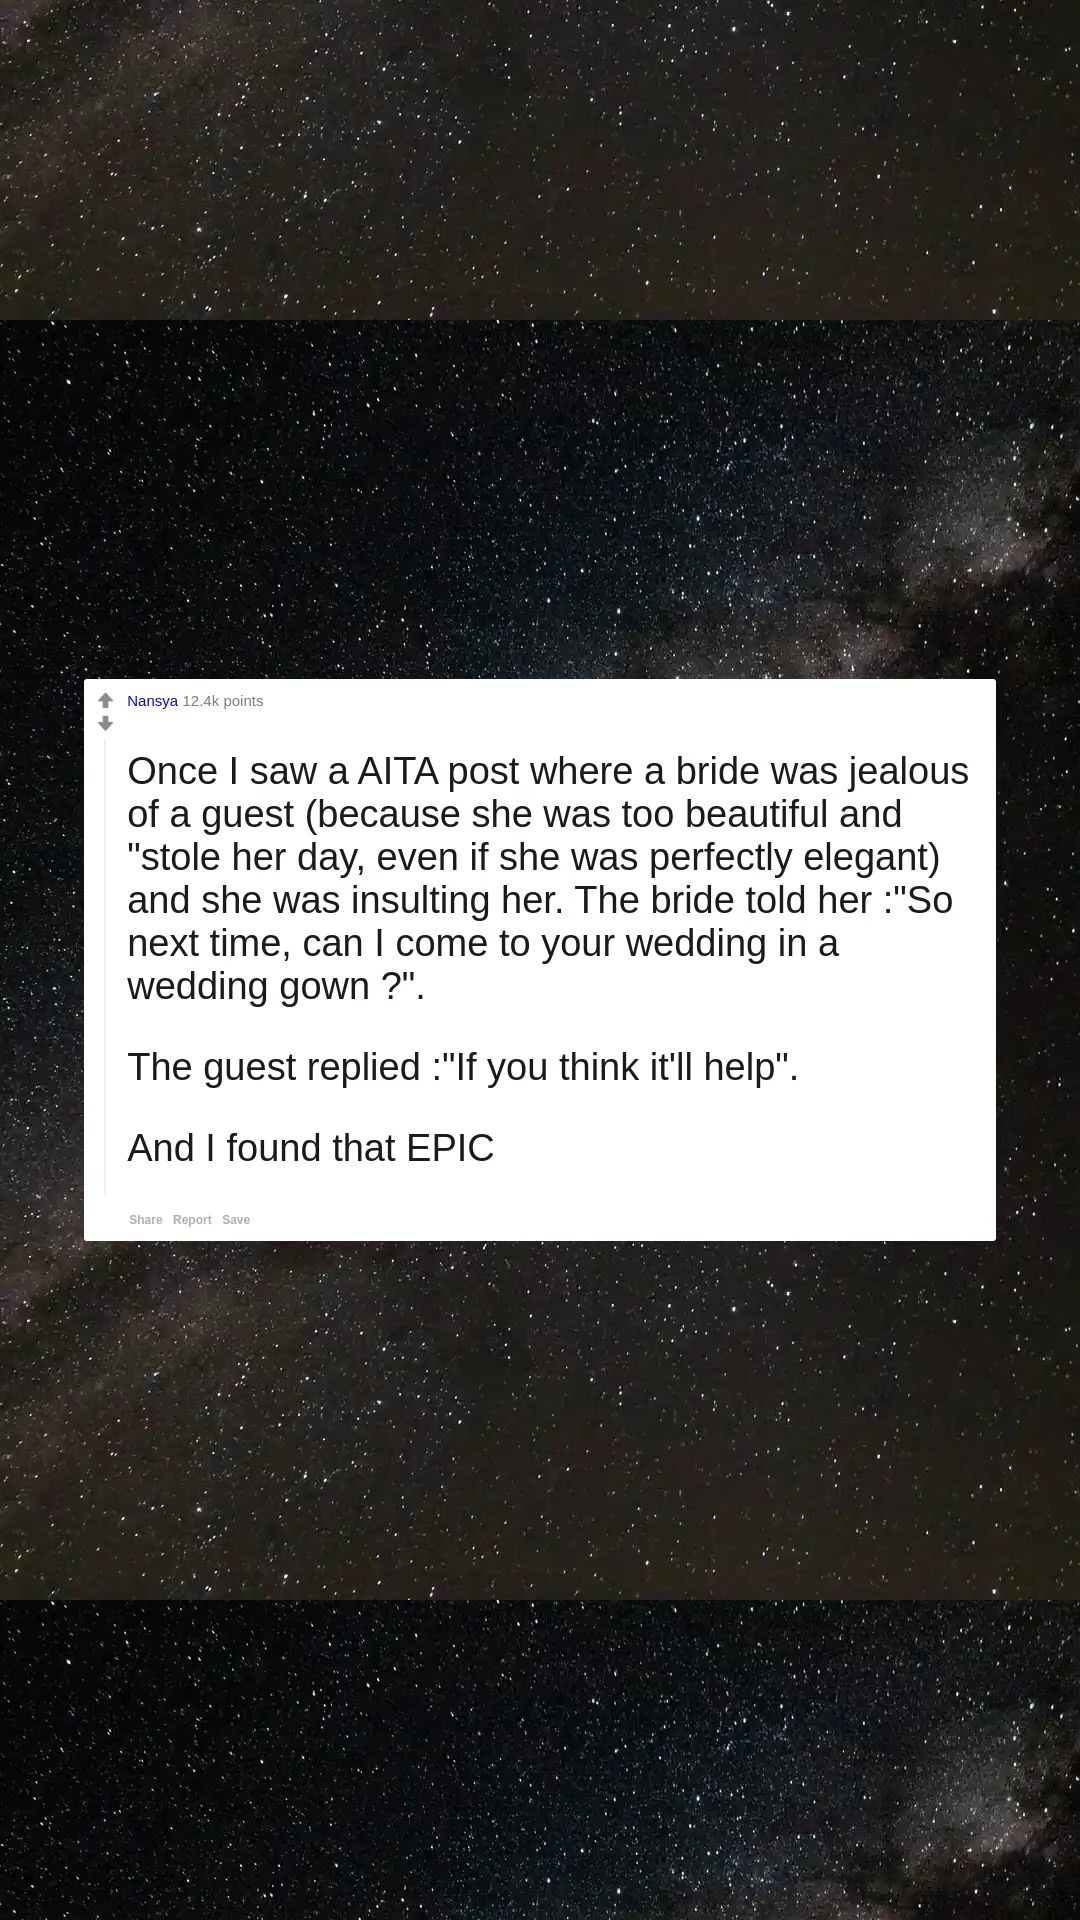 Nansya 12.4k points
Once I saw a AITA post where a bride was jealous
of a guest (because she was too beautiful and
"stole her day, even if she was perfectly elegant)
and she was insulting her. The bride told her :"So
next time, can I come to your wedding in a
wedding gown ?".
The guest replied :"If you think it'll help".
And I found that EPIC
Share Report Save